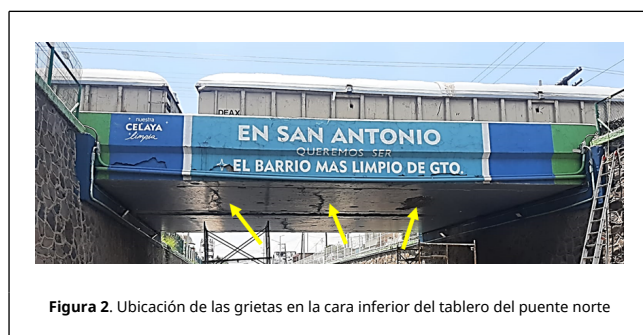 DEAX
nuestra
CELAYA
limpia
EN SAN ANTONIO
QUEREMOS SER
EL BARRIO MAS LIMPIO DE GTO.
Figura 2. Ubicación de las grietas en la cara inferior del tablero del puente norte